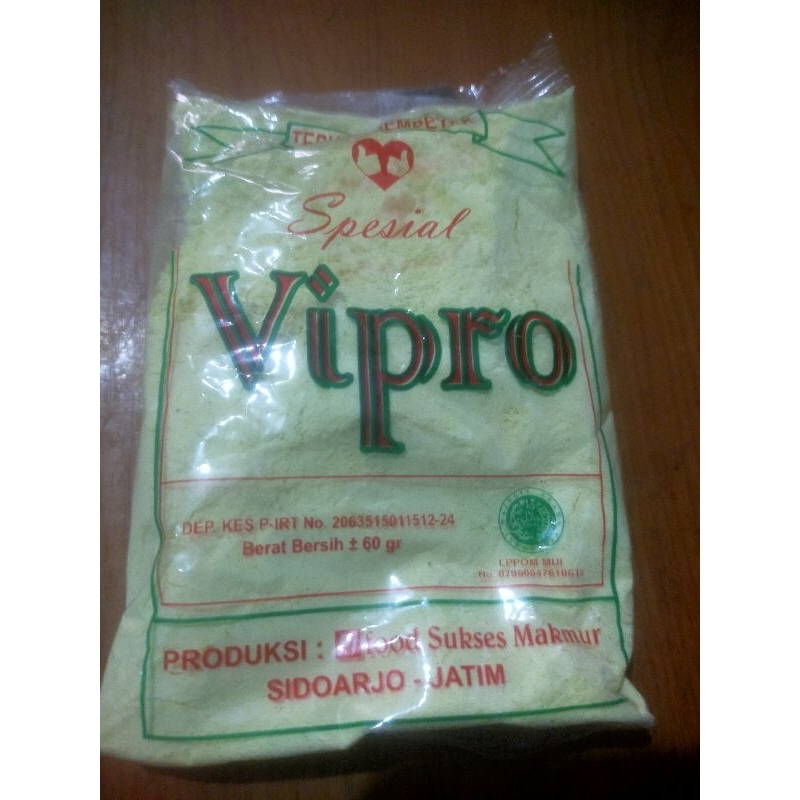 Spesial
Vipro
DEP. KES P-IRT No. 2063515011512-24
Berat Bersih ± 60 gr
LPPOM MUI
PRODUKSI : food Sukses Makmur
SIDOARJO - JATIM